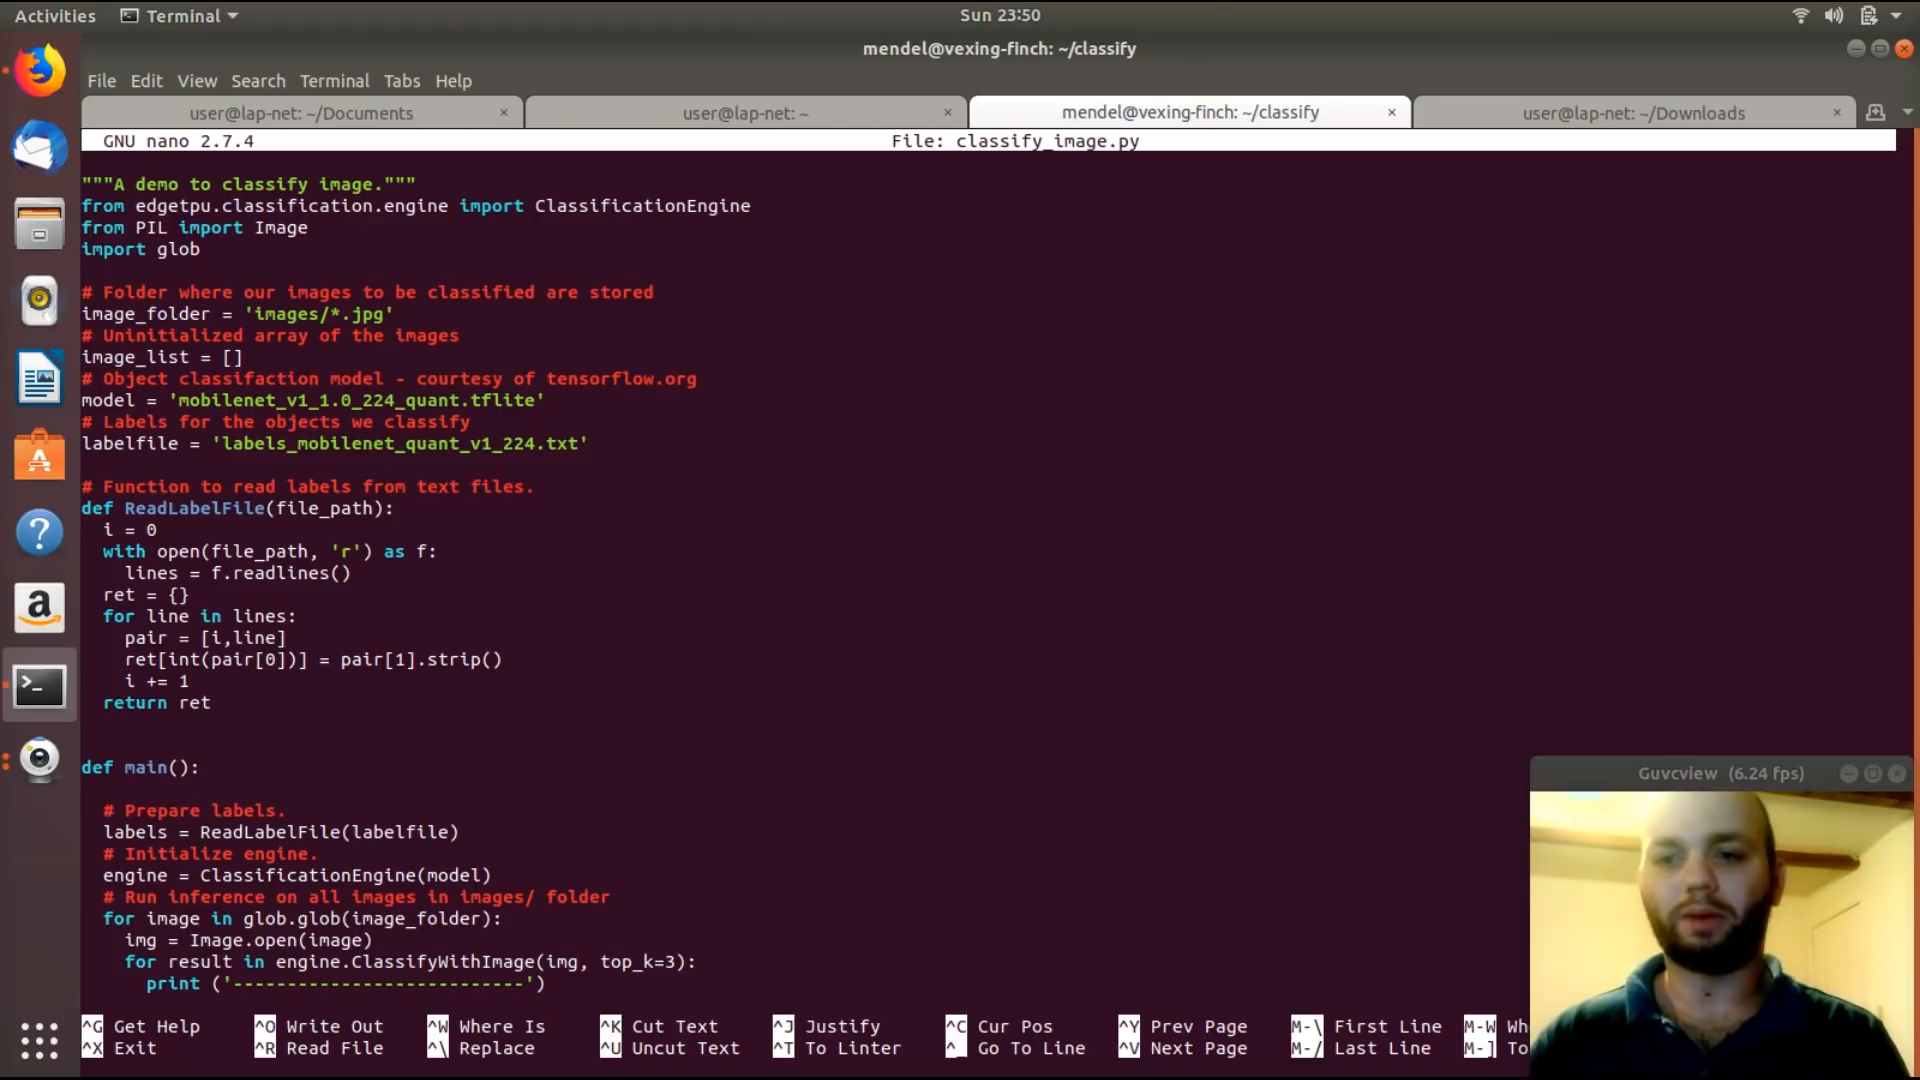 Activities Terminal Sun 23:50
mendel@vexing-finch: ~/classify
File Edit View Search Terminal Tabs Help
user@lap-net: ~/Documents × user@lap-net: ~ × mendel@vexing-finch: ~/classify × user@lap-net: ~/Downloads ×
GNU nano 2.7.4 File: classify_image.py
"""A demo to classify image."""
from edgetpu.classification.engine import ClassificationEngine
from PIL import Image
import glob
# Folder where our images to be classified are stored
image_folder = 'images/*.jpg'
# Uninitialized array of the images
image_list = []
# Object classifaction model - courtesy of tensorflow.org
model = 'mobilenet_v1_1.0_224_quant.tflite'
# Labels for the objects we classify
labelfile = 'labels_mobilenet_quant_v1_224.txt'
# Function to read labels from text files.
def ReadLabelFile(file_path):
  i = 0
  with open(file_path, 'r') as f:
    lines = f.readlines()
  ret = {}
  for line in lines:
    pair = [i,line]
    ret[int(pair[0])] = pair[1].strip()
    i += 1
  return ret
def main():
  # Prepare labels.
  labels = ReadLabelFile(labelfile)
  # Initialize engine.
  engine = ClassificationEngine(model)
  # Run inference on all images in images/ folder
  for image in glob.glob(image_folder):
    img = Image.open(image)
    for result in engine.ClassifyWithImage(img, top_k=3):
      print ('---------------------------')
Guvcview (6.24 fps)
^G Get Help ^O Write Out ^W Where Is ^K Cut Text ^J Justify ^C Cur Pos ^Y Prev Page M-\ First Line M-W Wh
^X Exit ^R Read File ^\ Replace ^U Uncut Text ^T To Linter ^_ Go To Line ^V Next Page M-/ Last Line M-] To